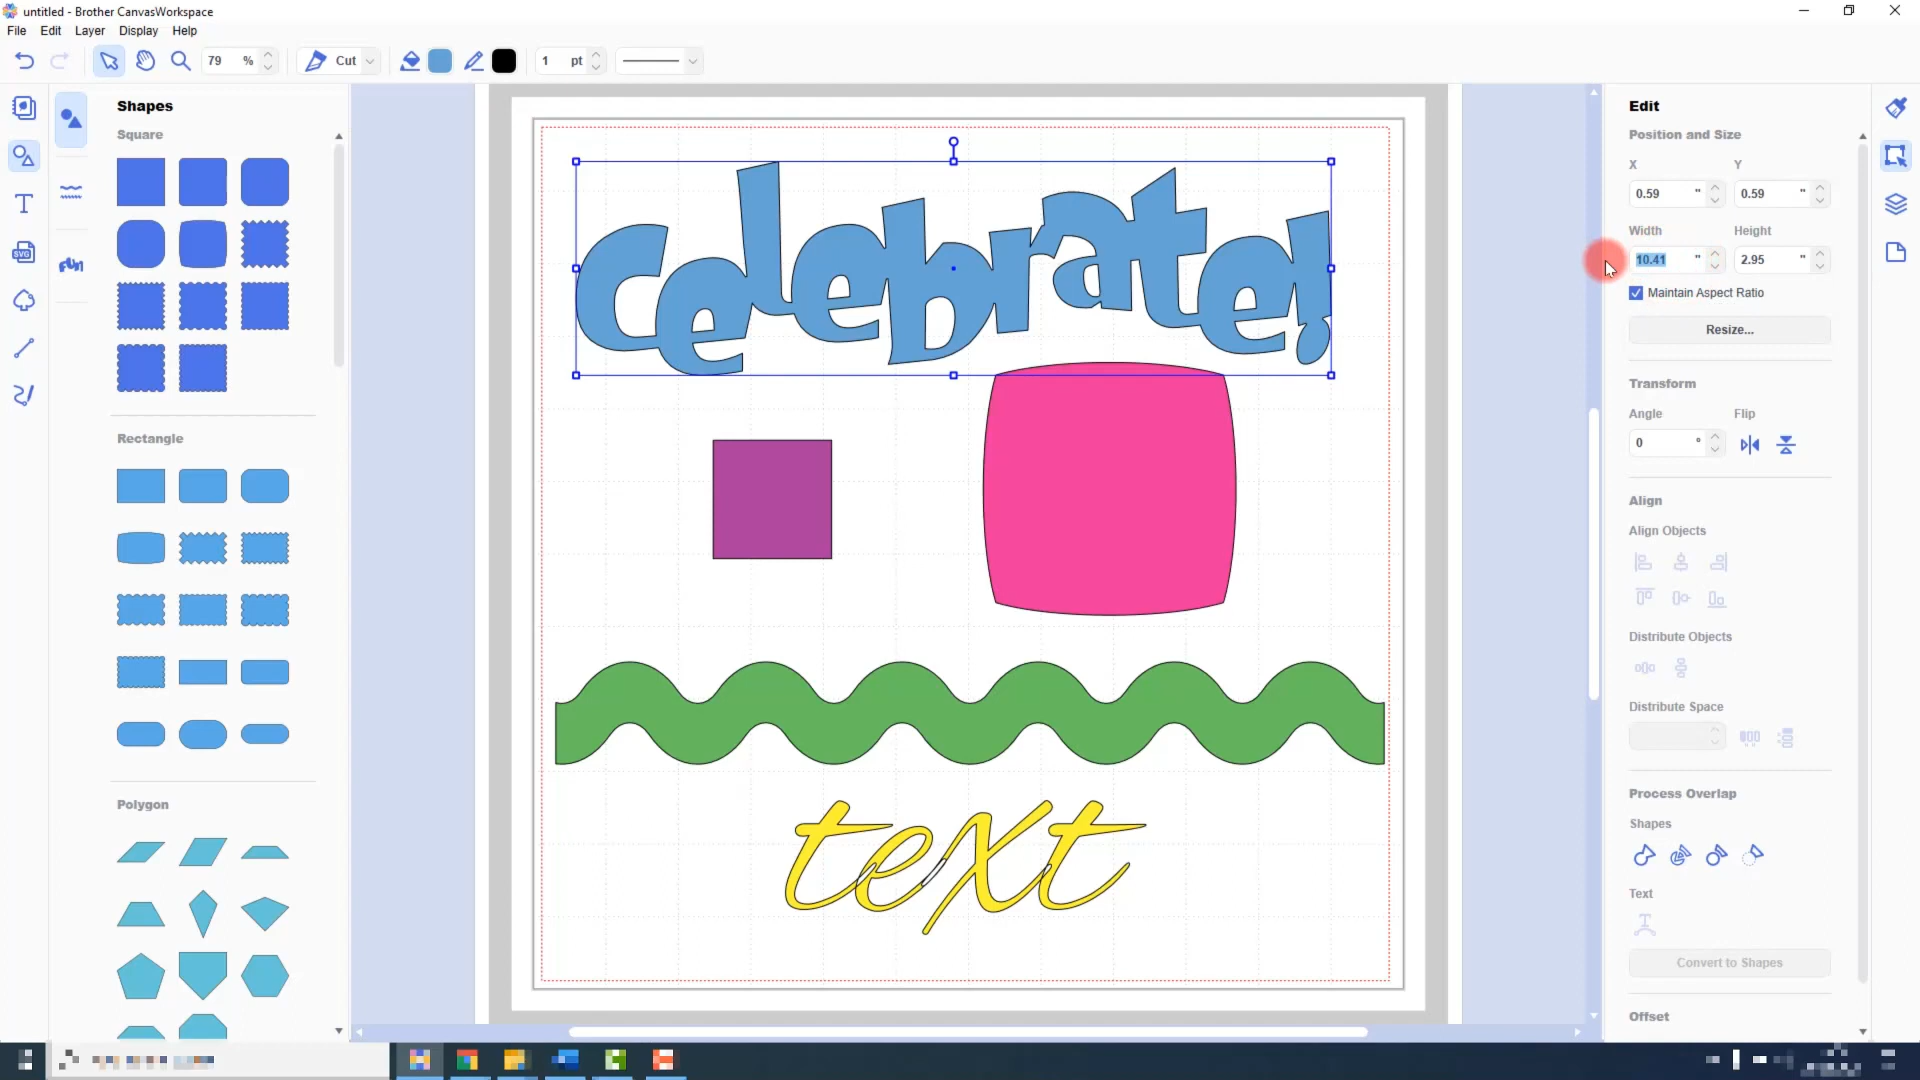 untitled - Brother CanvasWorkspace
File Edit Layer Display Help
79 % Cut 1 pt
Shapes
Square
Rectangle
Polygon
SVG
Fun
celebrate!
text
Edit
Position and Size
X Y
0.59 " 0.59 "
Width Height
10.41 " 2.95 "
Maintain Aspect Ratio
Resize...
Transform
Angle Flip
0 °
Align
Align Objects
Distribute Objects
Distribute Space
Process Overlap
Shapes
Text
Convert to Shapes
Offset